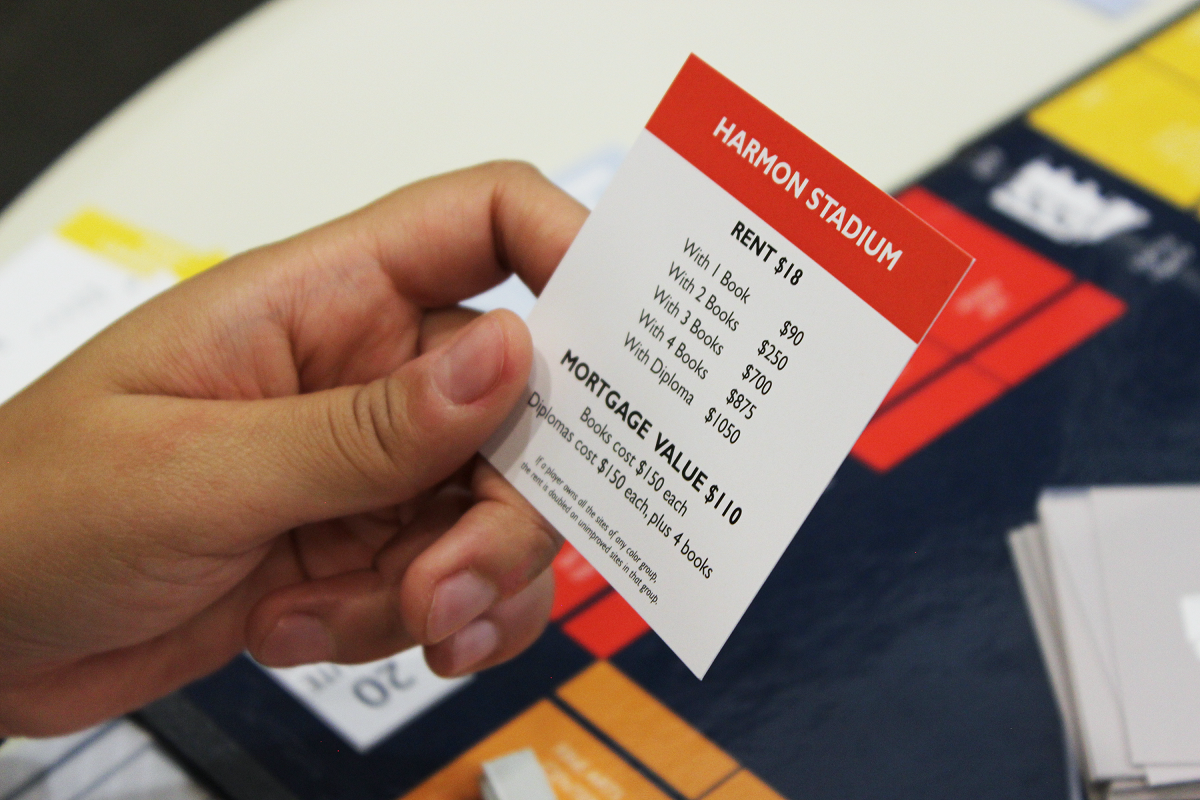 HARMON STADIUM
RENT $18
With 1 Book $90
With 2 Books $250
With 3 Books $700
With 4 Books $875
With Diploma $1050
MORTGAGE VALUE $110
Books cost $150 each
Diplomas cost $150 each, plus 4 books
If a player owns all the sites of any color group,
the rent is doubled on unimproved sites in that group.
20